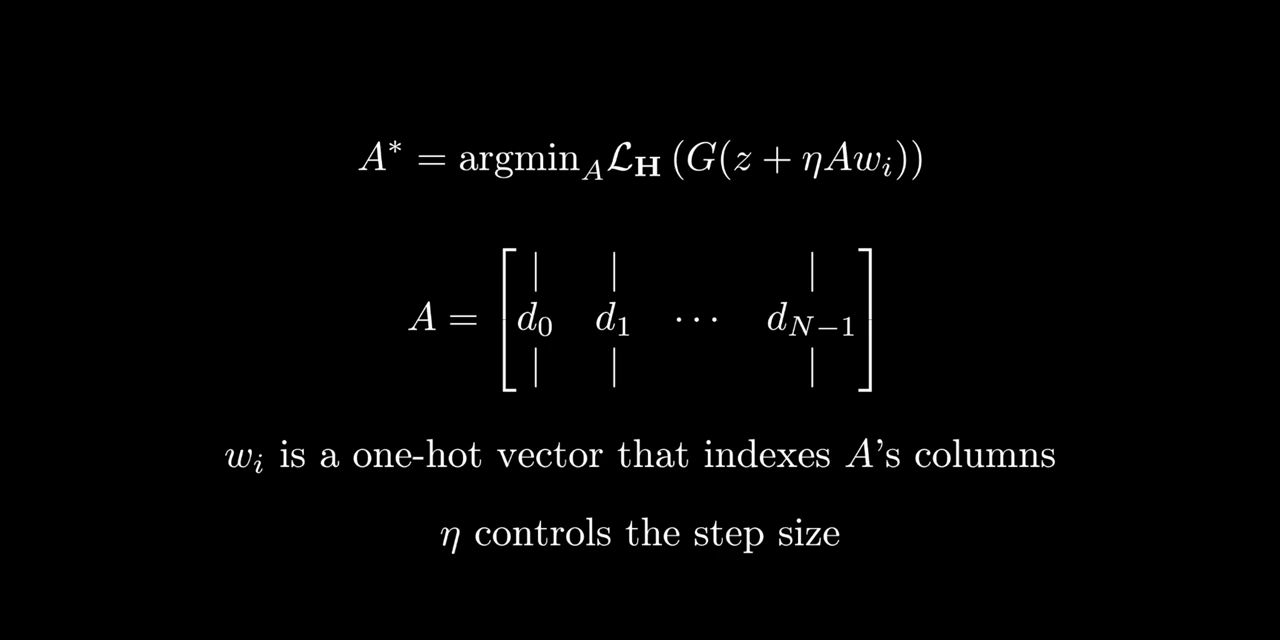 A* = argmin_A 𝓛_𝐇 (G(z + ηAw_i))
A = [ d_0 d_1 ⋯ d_{N−1} ]
w_i is a one-hot vector that indexes A's columns
η controls the step size